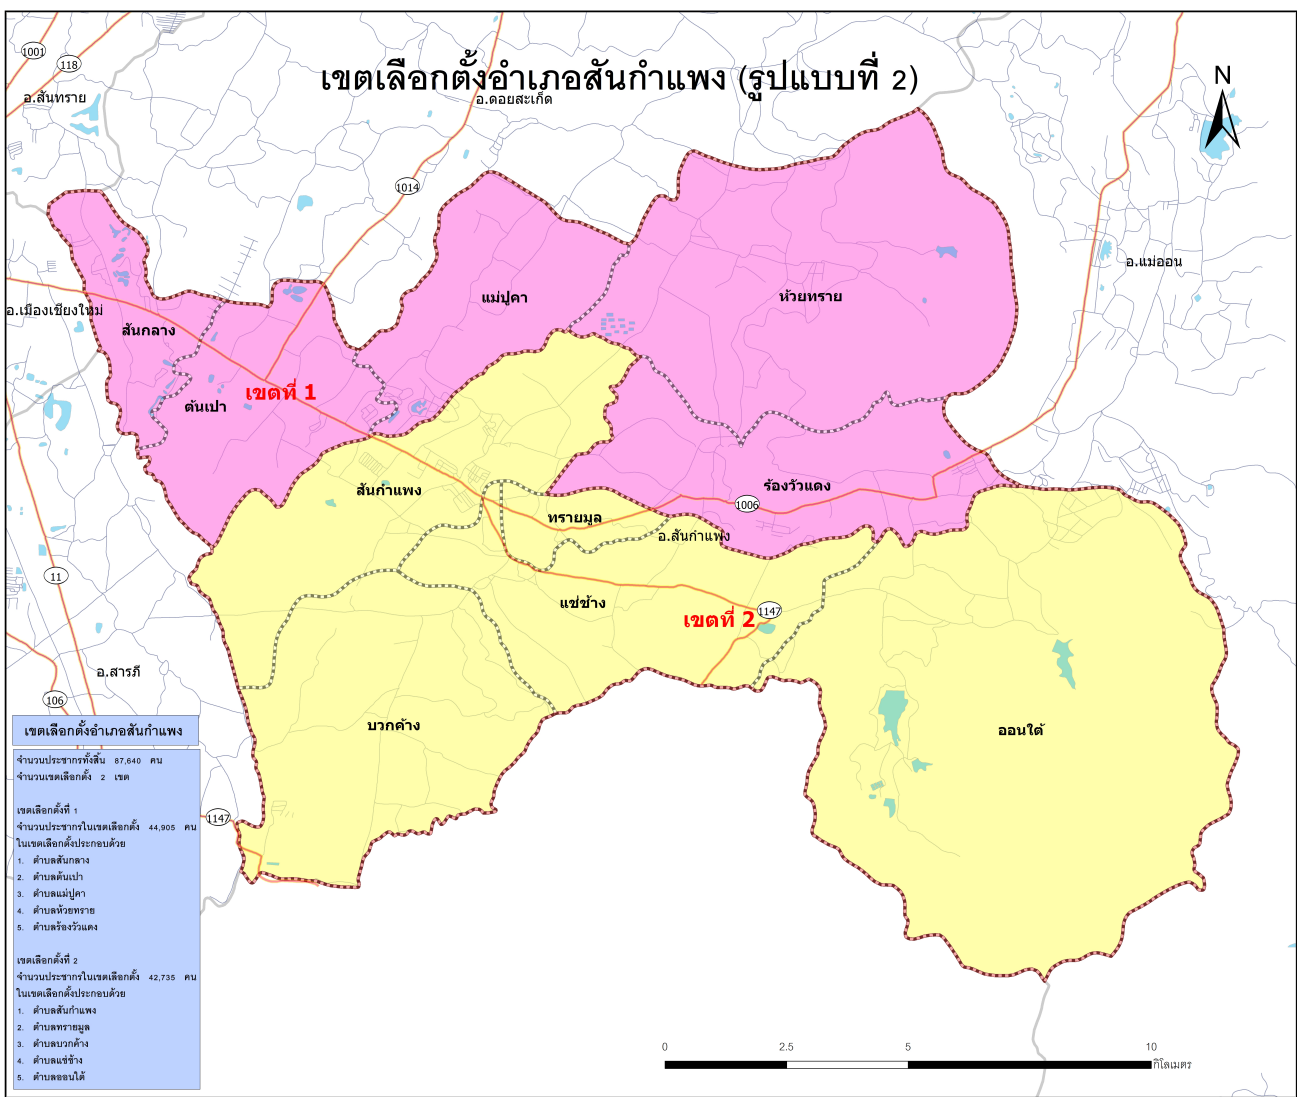 เขตเลือกตั้งอำเภอสันกำแพง (รูปแบบที่ 2)
N
1001
118
อ.สันทราย
อ.ดอยสะเก็ด
1014
อ.แม่ออน
แม่ปูคา
ห้วยทราย
อ.เมืองเชียงใหม่
สันกลาง
เขตที่ 1
ต้นเปา
สันกำแพง
ร้องวัวแดง
1006
ทรายมูล
อ.สันกำแพง
11
แช่ช้าง
1147
เขตที่ 2
อ.สารภี
106
บวกค้าง
ออนใต้
1147
เขตเลือกตั้งอำเภอสันกำแพง
จำนวนประชากรทั้งสิ้น 87,640 คน
จำนวนเขตเลือกตั้ง 2 เขต
เขตเลือกตั้งที่ 1
จำนวนประชากรในเขตเลือกตั้ง 44,905 คน
ในเขตเลือกตั้งประกอบด้วย
1. ตำบลสันกลาง
2. ตำบลต้นเปา
3. ตำบลแม่ปูคา
4. ตำบลห้วยทราย
5. ตำบลร้องวัวแดง
เขตเลือกตั้งที่ 2
จำนวนประชากรในเขตเลือกตั้ง 42,735 คน
ในเขตเลือกตั้งประกอบด้วย
1. ตำบลสันกำแพง
2. ตำบลทรายมูล
3. ตำบลบวกค้าง
4. ตำบลแช่ช้าง
5. ตำบลออนใต้
0 2.5 5 10
กิโลเมตร